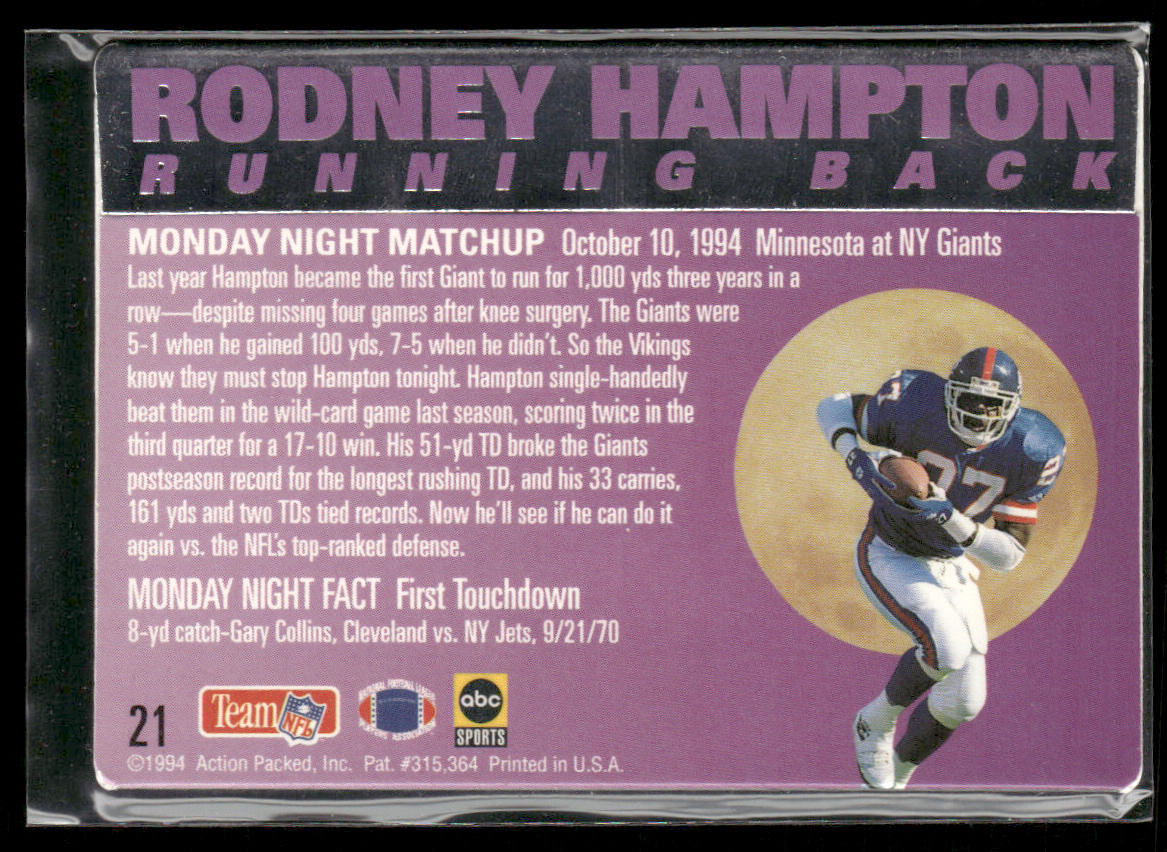 RODNEY HAMPTON
RUNNING BACK
MONDAY NIGHT MATCHUP October 10, 1994 Minnesota at NY Giants
Last year Hampton became the first Giant to run for 1,000 yds three years in a
row—despite missing four games after knee surgery. The Giants were
5-1 when he gained 100 yds, 7-5 when he didn't. So the Vikings
know they must stop Hampton tonight. Hampton single-handedly
beat them in the wild-card game last season, scoring twice in the
third quarter for a 17-10 win. His 51-yd TD broke the Giants
postseason record for the longest rushing TD, and his 33 carries,
161 yds and two TDs tied records. Now he'll see if he can do it
again vs. the NFL's top-ranked defense.
MONDAY NIGHT FACT First Touchdown
8-yd catch-Gary Collins, Cleveland vs. NY Jets, 9/21/70
27
27
21
Team NFL
NATIONAL FOOTBALL LEAGUE
PLAYERS ASSOCIATION
abc
SPORTS
©1994 Action Packed, Inc. Pat. #315,364 Printed in U.S.A.